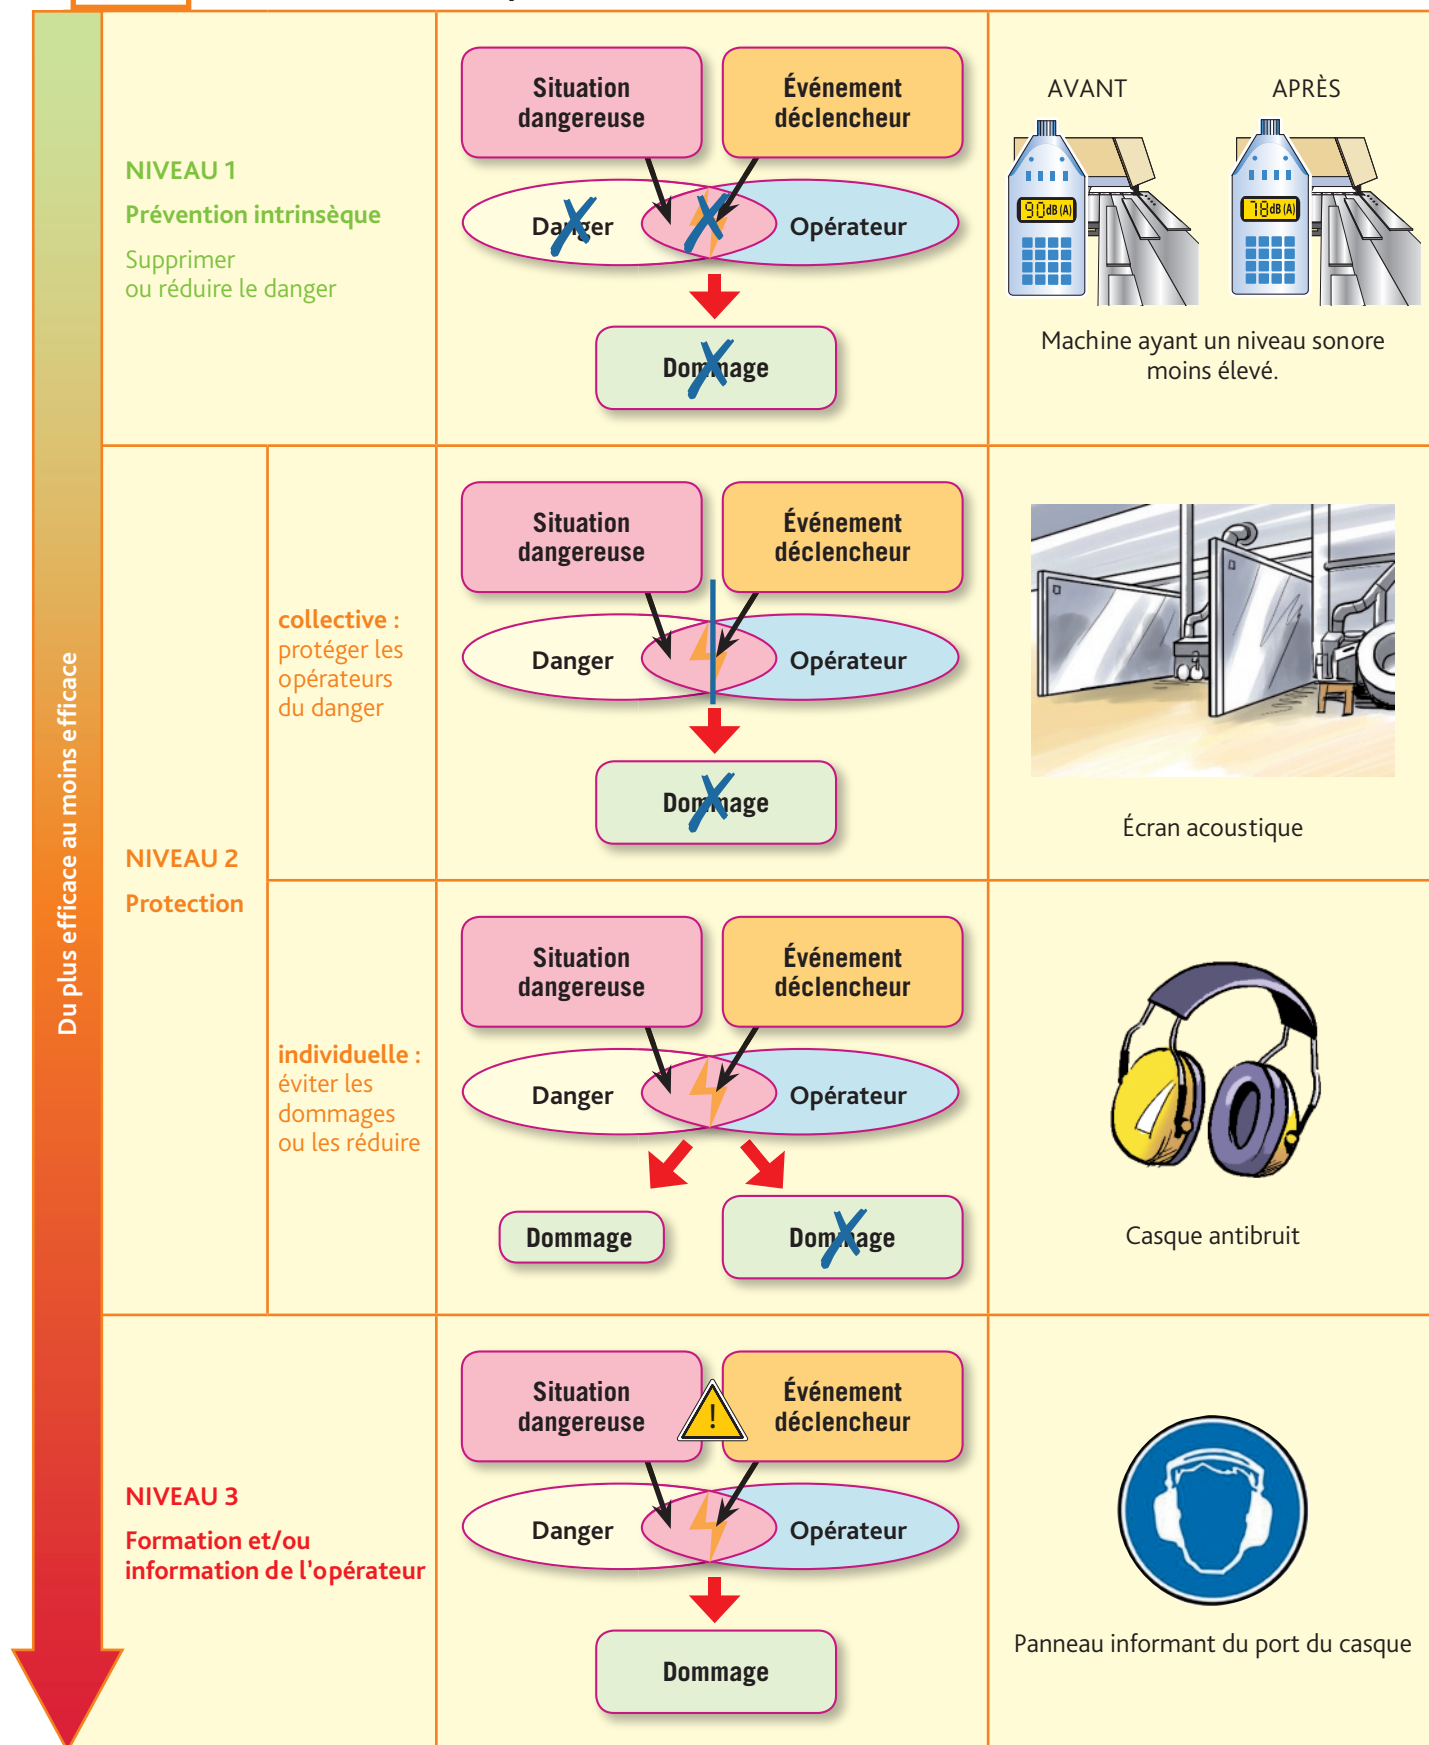 Du plus efficace au moins efficace
NIVEAU 1
Prévention intrinsèque
Supprimer
ou réduire le danger
Situation
dangereuse
Événement
déclencheur
Danger
Opérateur
Dommage
AVANT
APRÈS
90dB (A)
78dB (A)
Machine ayant un niveau sonore
moins élevé.
NIVEAU 2
Protection
collective :
protéger les
opérateurs
du danger
Situation
dangereuse
Événement
déclencheur
Danger
Opérateur
Dommage
Écran acoustique
individuelle :
éviter les
dommages
ou les réduire
Situation
dangereuse
Événement
déclencheur
Danger
Opérateur
Dommage
Dommage
Casque antibruit
NIVEAU 3
Formation et/ou
information de l'opérateur
Situation
dangereuse
!
Événement
déclencheur
Danger
Opérateur
Dommage
Panneau informant du port du casque